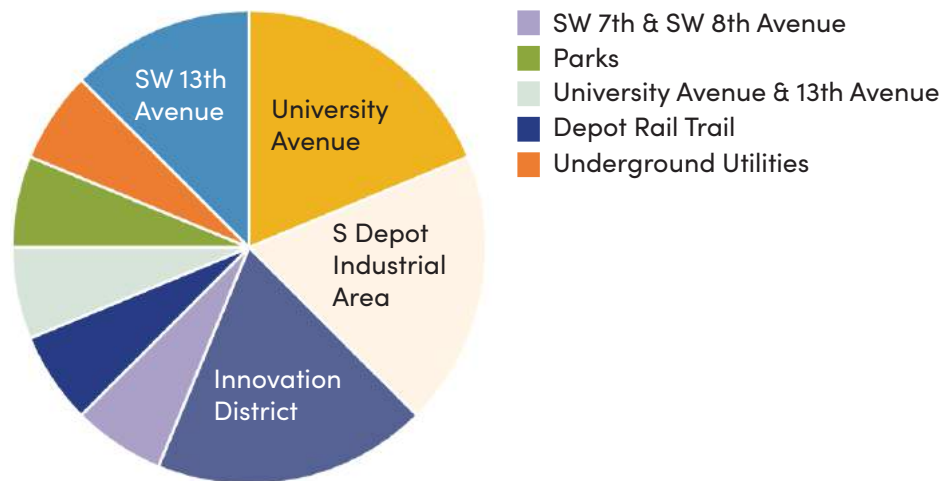 SW 13th
Avenue
University
Avenue
S Depot
Industrial
Area
Innovation
District
SW 7th & SW 8th Avenue
Parks
University Avenue & 13th Avenue
Depot Rail Trail
Underground Utilities